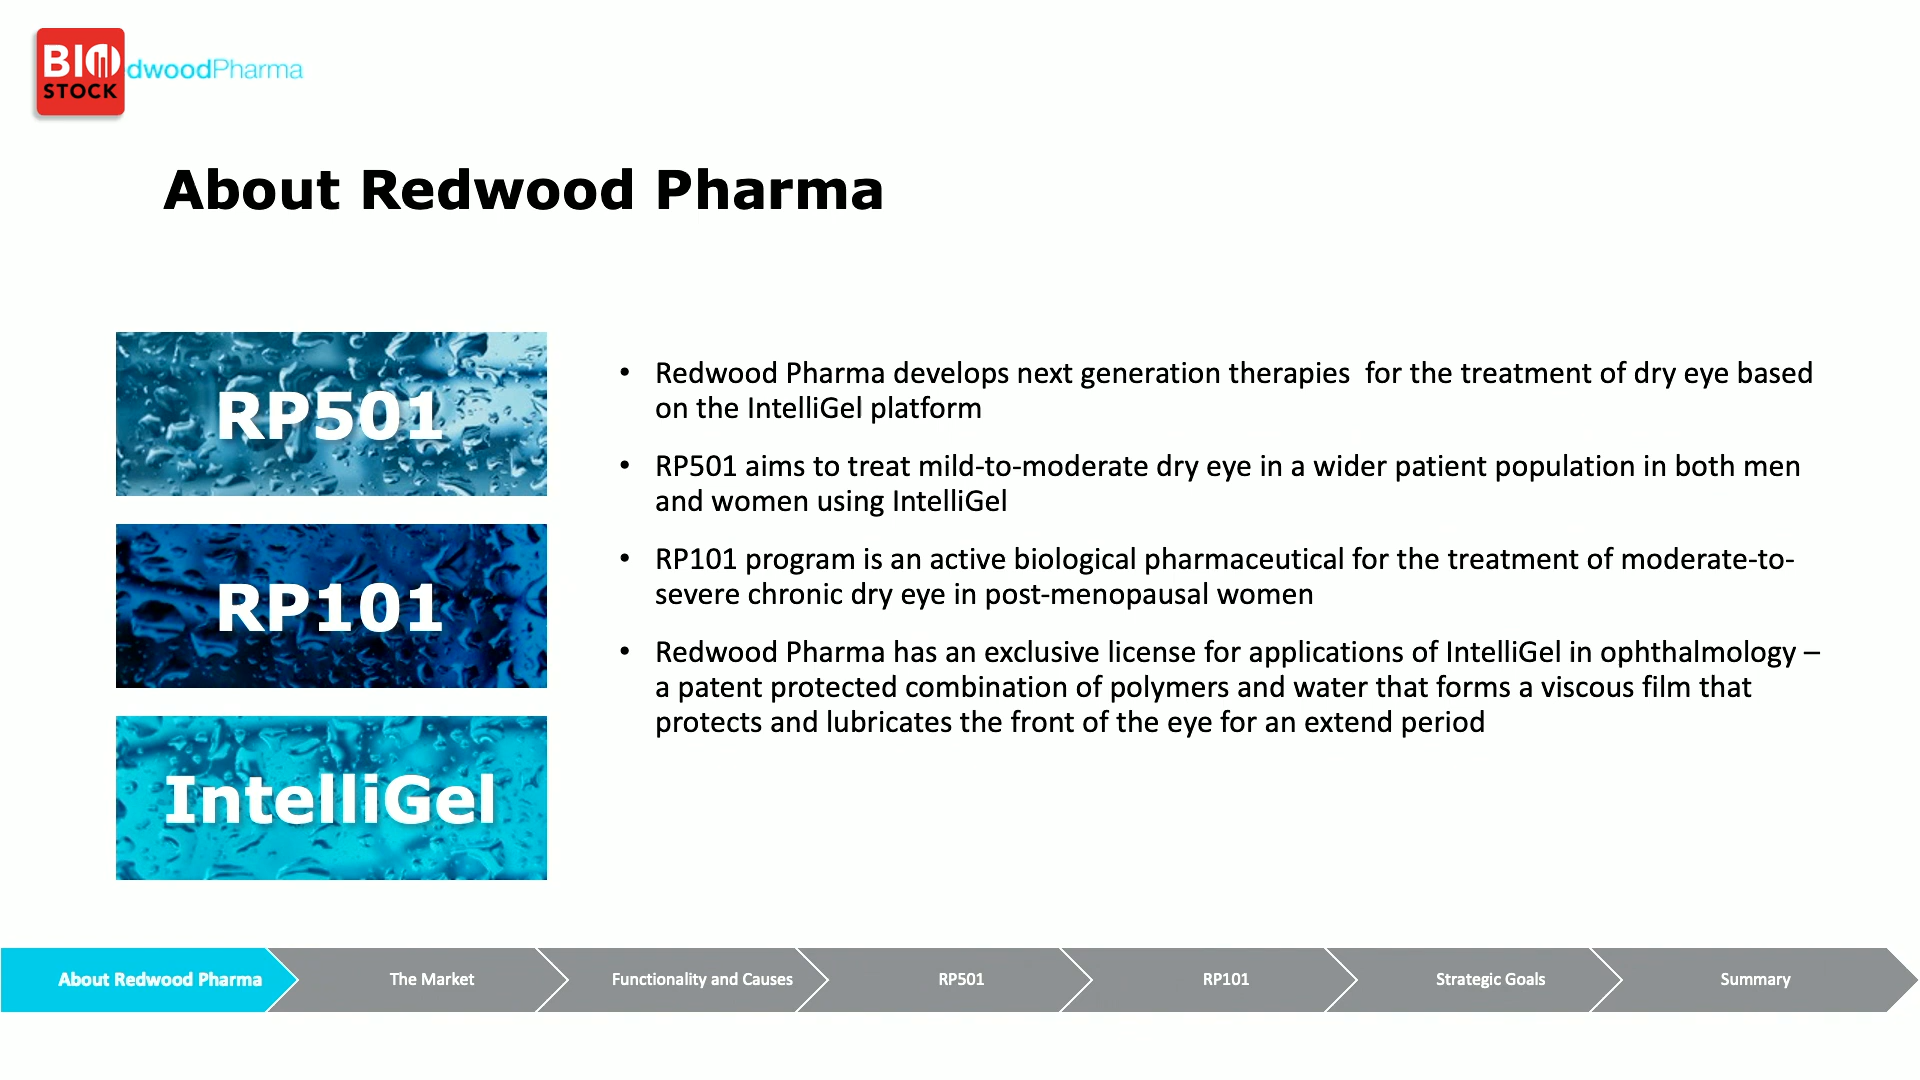 BIO
STOCK
dwoodPharma
About Redwood Pharma
RP501
RP101
IntelliGel
• Redwood Pharma develops next generation therapies  for the treatment of dry eye based
on the IntelliGel platform
• RP501 aims to treat mild-to-moderate dry eye in a wider patient population in both men
and women using IntelliGel
• RP101 program is an active biological pharmaceutical for the treatment of moderate-to-
severe chronic dry eye in post-menopausal women
• Redwood Pharma has an exclusive license for applications of IntelliGel in ophthalmology –
a patent protected combination of polymers and water that forms a viscous film that
protects and lubricates the front of the eye for an extend period
About Redwood Pharma
The Market
Functionality and Causes
RP501
RP101
Strategic Goals
Summary